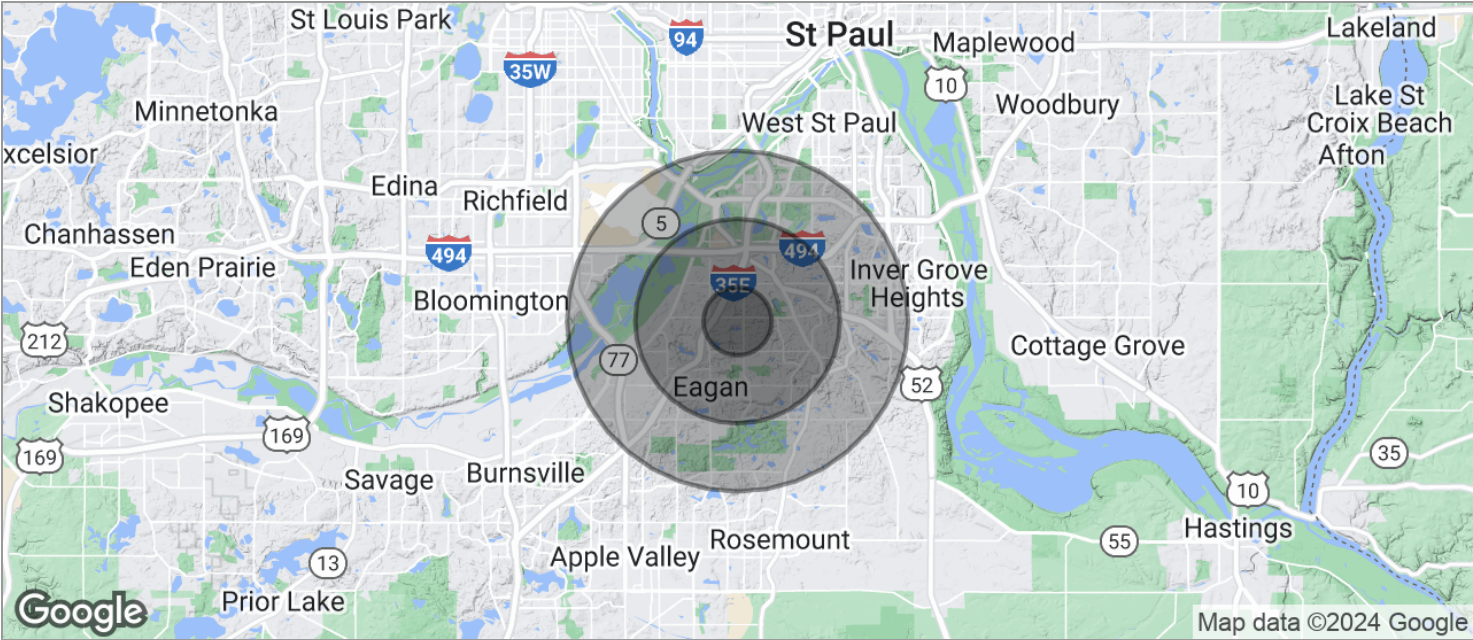 St Louis Park
94
St Paul
Maplewood
Lakeland
35W
10
Minnetonka
Woodbury
Lake St
Croix Beach
West St Paul
xcelsior
Afton
Edina
Richfield
5
Chanhassen
494
494
Eden Prairie
Inver Grove
Heights
35E
Bloomington
212
77
Cottage Grove
Eagan
52
Shakopee
169
169
35
Savage
Burnsville
10
Hastings
55
Rosemount
Apple Valley
13
Prior Lake
Google
Map data ©2024 Google